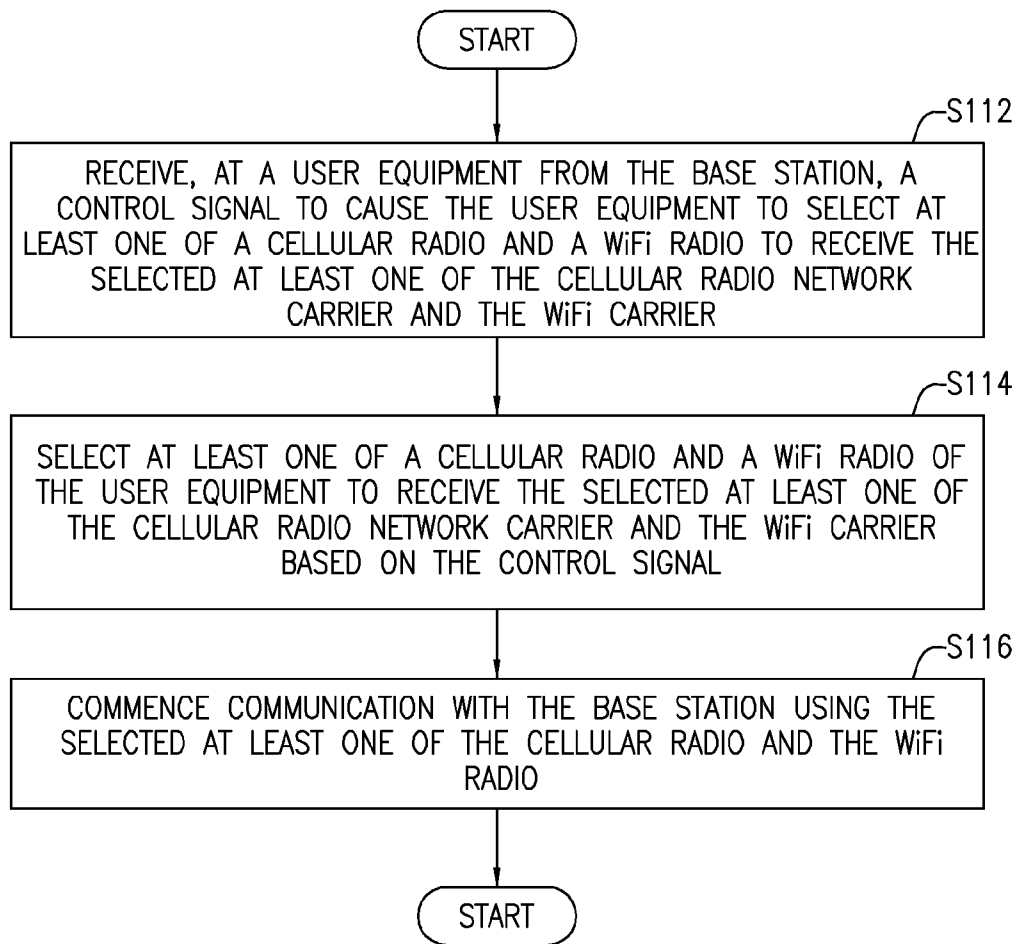 START
S112
RECEIVE, AT A USER EQUIPMENT FROM THE BASE STATION, A
CONTROL SIGNAL TO CAUSE THE USER EQUIPMENT TO SELECT AT
LEAST ONE OF A CELLULAR RADIO AND A WiFi RADIO TO RECEIVE THE
SELECTED AT LEAST ONE OF THE CELLULAR RADIO NETWORK
CARRIER AND THE WiFi CARRIER
S114
SELECT AT LEAST ONE OF A CELLULAR RADIO AND A WiFi RADIO OF
THE USER EQUIPMENT TO RECEIVE THE SELECTED AT LEAST ONE OF
THE CELLULAR RADIO NETWORK CARRIER AND THE WiFi CARRIER
BASED ON THE CONTROL SIGNAL
S116
COMMENCE COMMUNICATION WITH THE BASE STATION USING THE
SELECTED AT LEAST ONE OF THE CELLULAR RADIO AND THE WiFi
RADIO
START